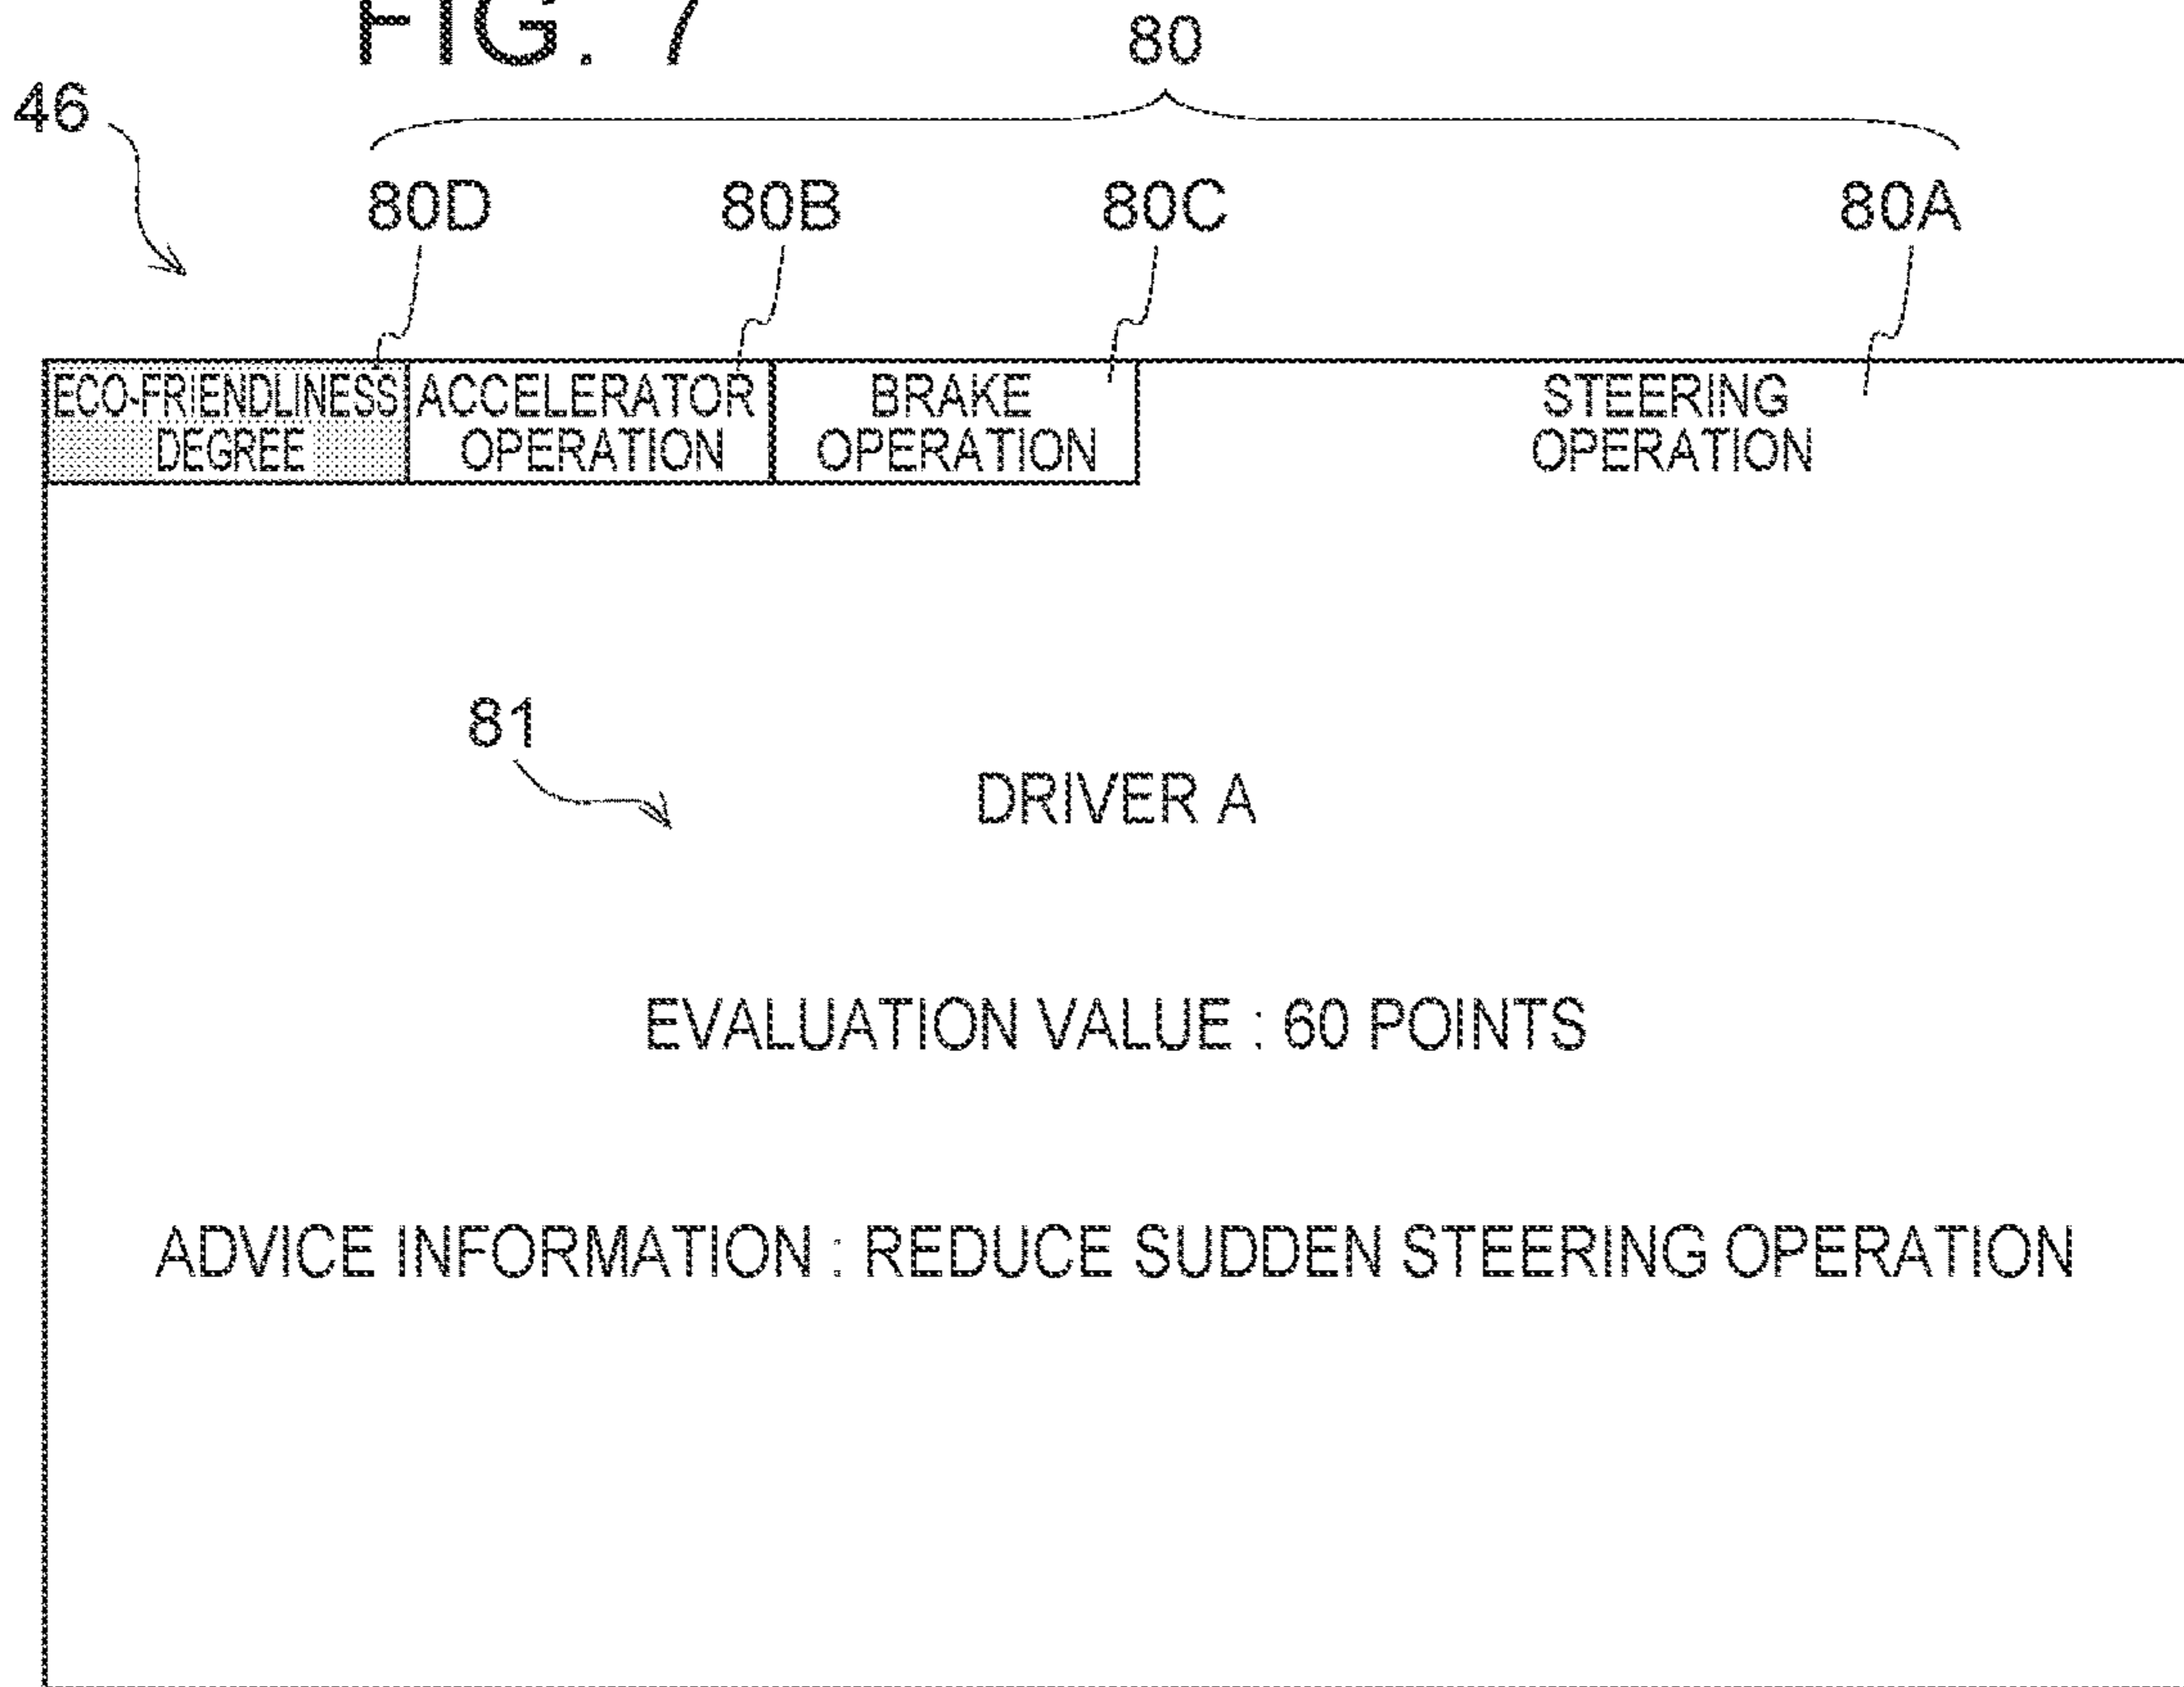 FIG. 7
80
46
80D 80B 80C 80A
ECO-FRIENDLINESS DEGREE
ACCELERATOR OPERATION
BRAKE OPERATION
STEERING OPERATION
81
DRIVER A
EVALUATION VALUE : 60 POINTS
ADVICE INFORMATION : REDUCE SUDDEN STEERING OPERATION